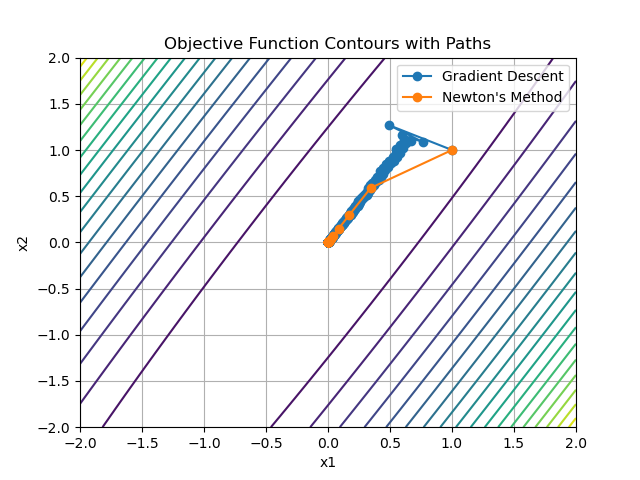 Objective Function Contours with Paths
Gradient Descent
Newton's Method
2.0
1.5
1.0
0.5
0.0
−0.5
−1.0
−1.5
−2.0
x2
−2.0 −1.5 −1.0 −0.5 0.0 0.5 1.0 1.5 2.0
x1